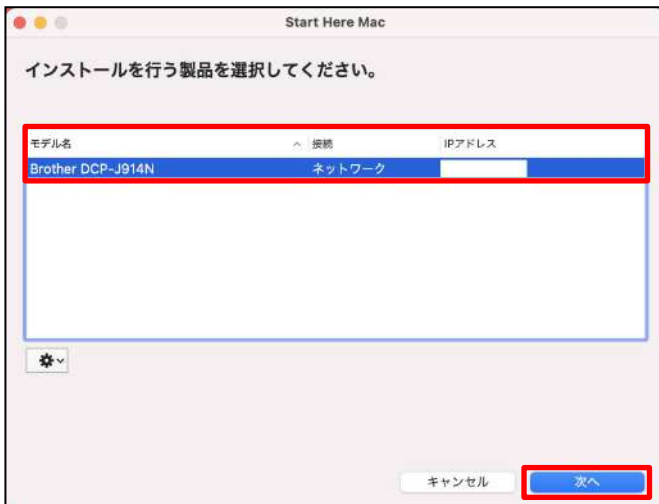 Start Here Mac
インストールを行う製品を選択してください。
モデル名 接続 IPアドレス
Brother DCP-J914N ネットワーク
キャンセル 次へ